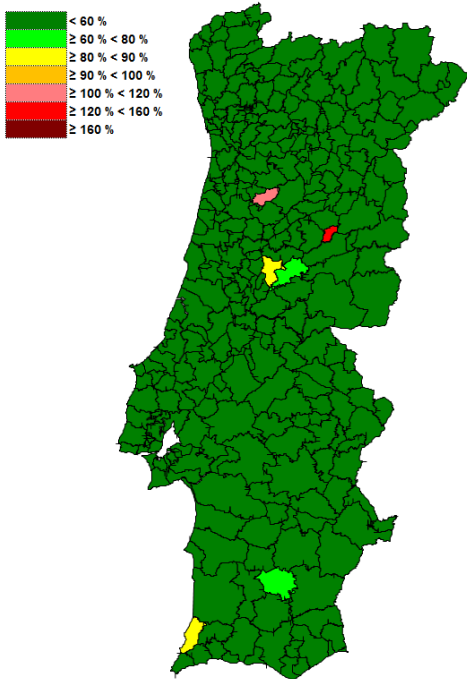 < 60 %
≥ 60 % < 80 %
≥ 80 % < 90 %
≥ 90 % < 100 %
≥ 100 % < 120 %
≥ 120 % < 160 %
≥ 160 %